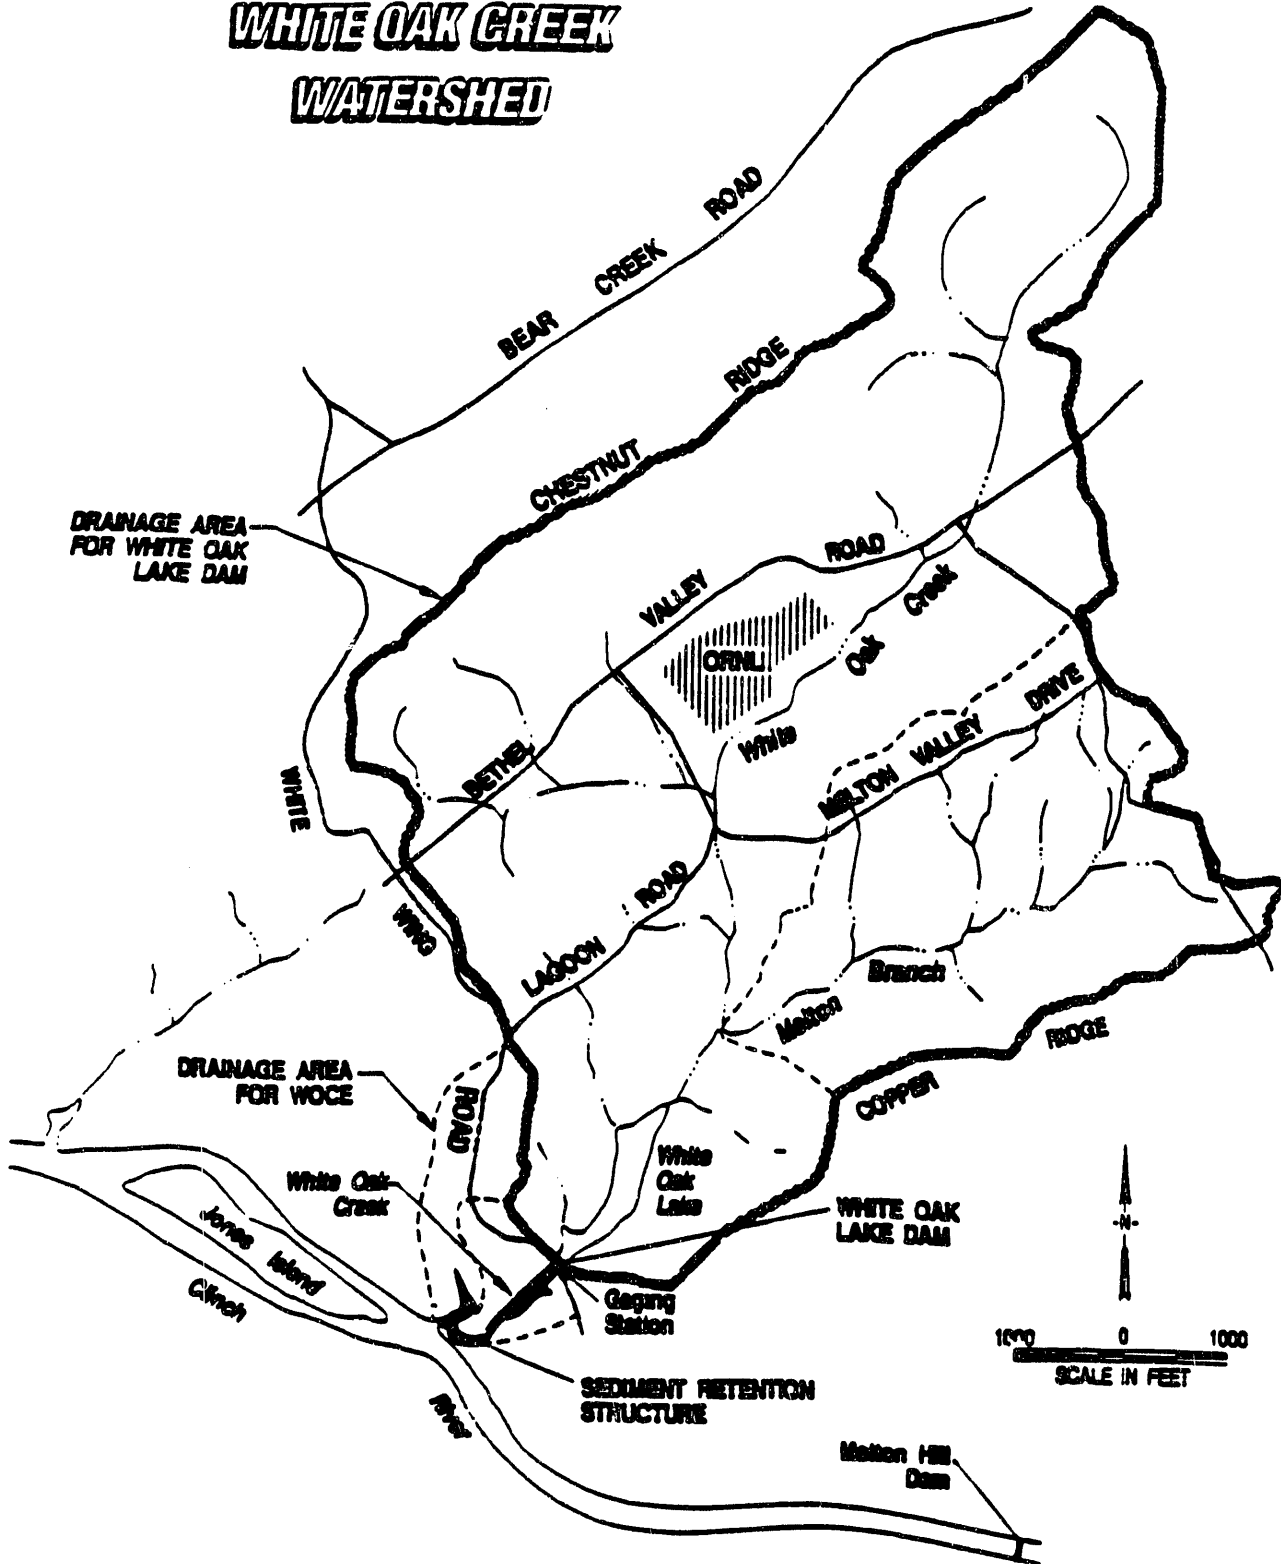 WHITE OAK CREEK
WATERSHED
BEAR CREEK ROAD
CHESTNUT RIDGE
DRAINAGE AREA
FOR WHITE OAK
LAKE DAM
BETHEL VALLEY ROAD
ORNL
White Oak Creek
MELTON VALLEY DRIVE
WHITE WING ROAD
LAGOON ROAD
Melton Branch
COPPER RIDGE
DRAINAGE AREA
FOR WOCE
White Oak
Creek
White
Oak
Lake
WHITE OAK
LAKE DAM
Jones Island
Clinch River
Gaging
Station
-N-
1000 0 1000
SCALE IN FEET
SEDIMENT RETENTION
STRUCTURE
Melton Hill
Dam